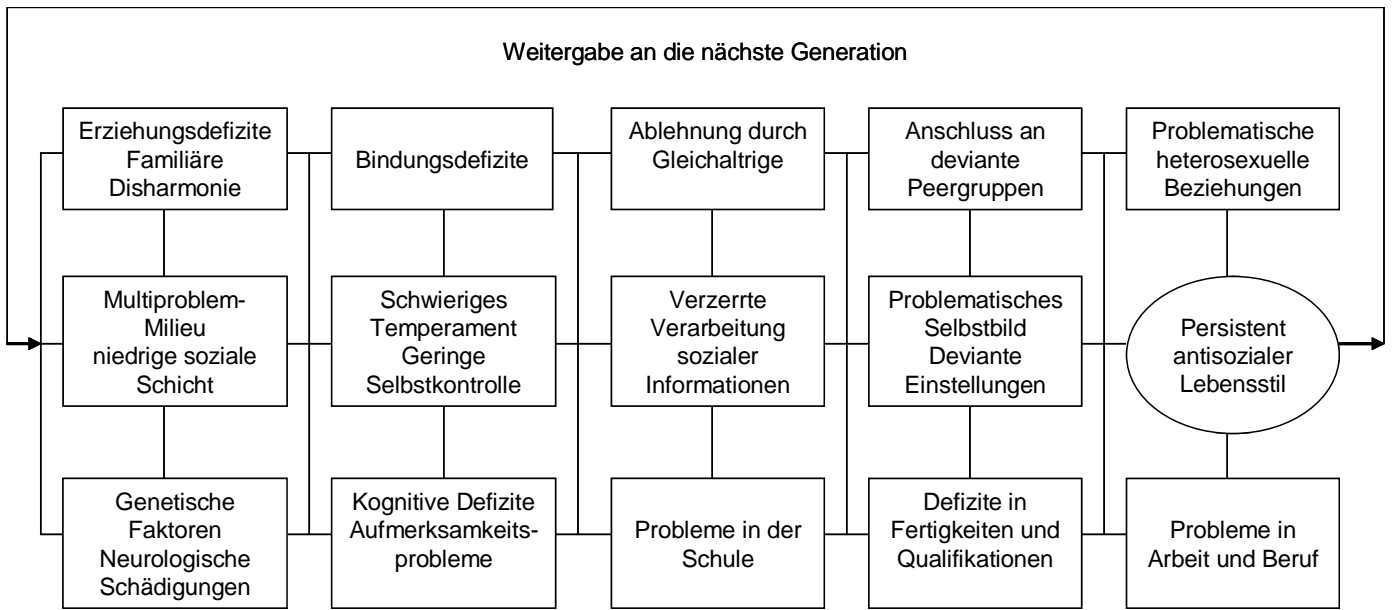 Weitergabe an die nächste Generation
Erziehungsdefizite
Familiäre
Disharmonie
Bindungsdefizite
Ablehnung durch
Gleichaltrige
Anschluss an
deviante
Peergruppen
Problematische
heterosexuelle
Beziehungen
Multiproblem-
Milieu
niedrige soziale
Schicht
Schwieriges
Temperament
Geringe
Selbstkontrolle
Verzerrte
Verarbeitung
sozialer
Informationen
Problematisches
Selbstbild
Deviante
Einstellungen
Persistent
antisozialer
Lebensstil
Genetische
Faktoren
Neurologische
Schädigungen
Kognitive Defizite
Aufmerksamkeits-
probleme
Probleme in der
Schule
Defizite in
Fertigkeiten und
Qualifikationen
Probleme in
Arbeit und Beruf